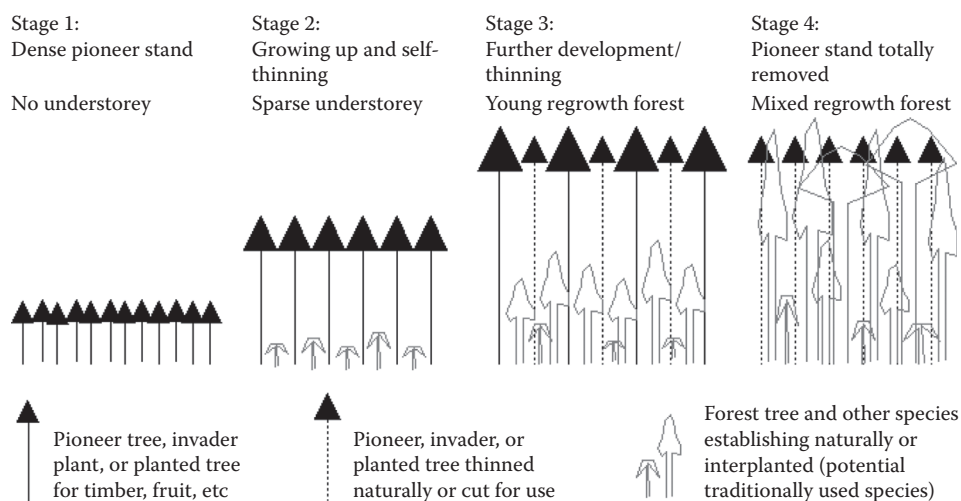 Stage 1:
Dense pioneer stand
No understorey
Stage 2:
Growing up and self-
thinning
Sparse understorey
Stage 3:
Further development/
thinning
Young regrowth forest
Stage 4:
Pioneer stand totally
removed
Mixed regrowth forest
Pioneer tree, invader
plant, or planted tree
for timber, fruit, etc
Pioneer, invader, or
planted tree thinned
naturally or cut for use
Forest tree and other species
establishing naturally or
interplanted (potential
traditionally used species)